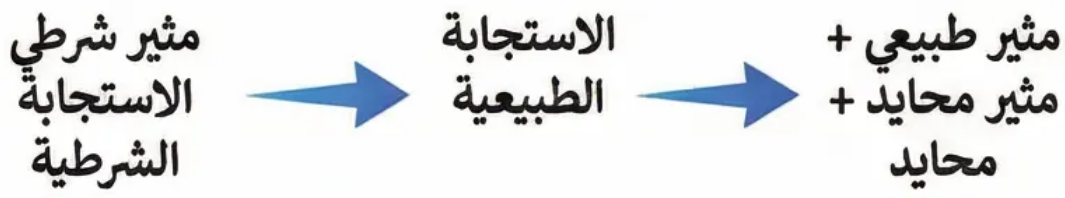 مثير طبيعي +
مثير محايد +
محايد
الاستجابة
الطبيعية
مثير شرطي
الاستجابة
الشرطية